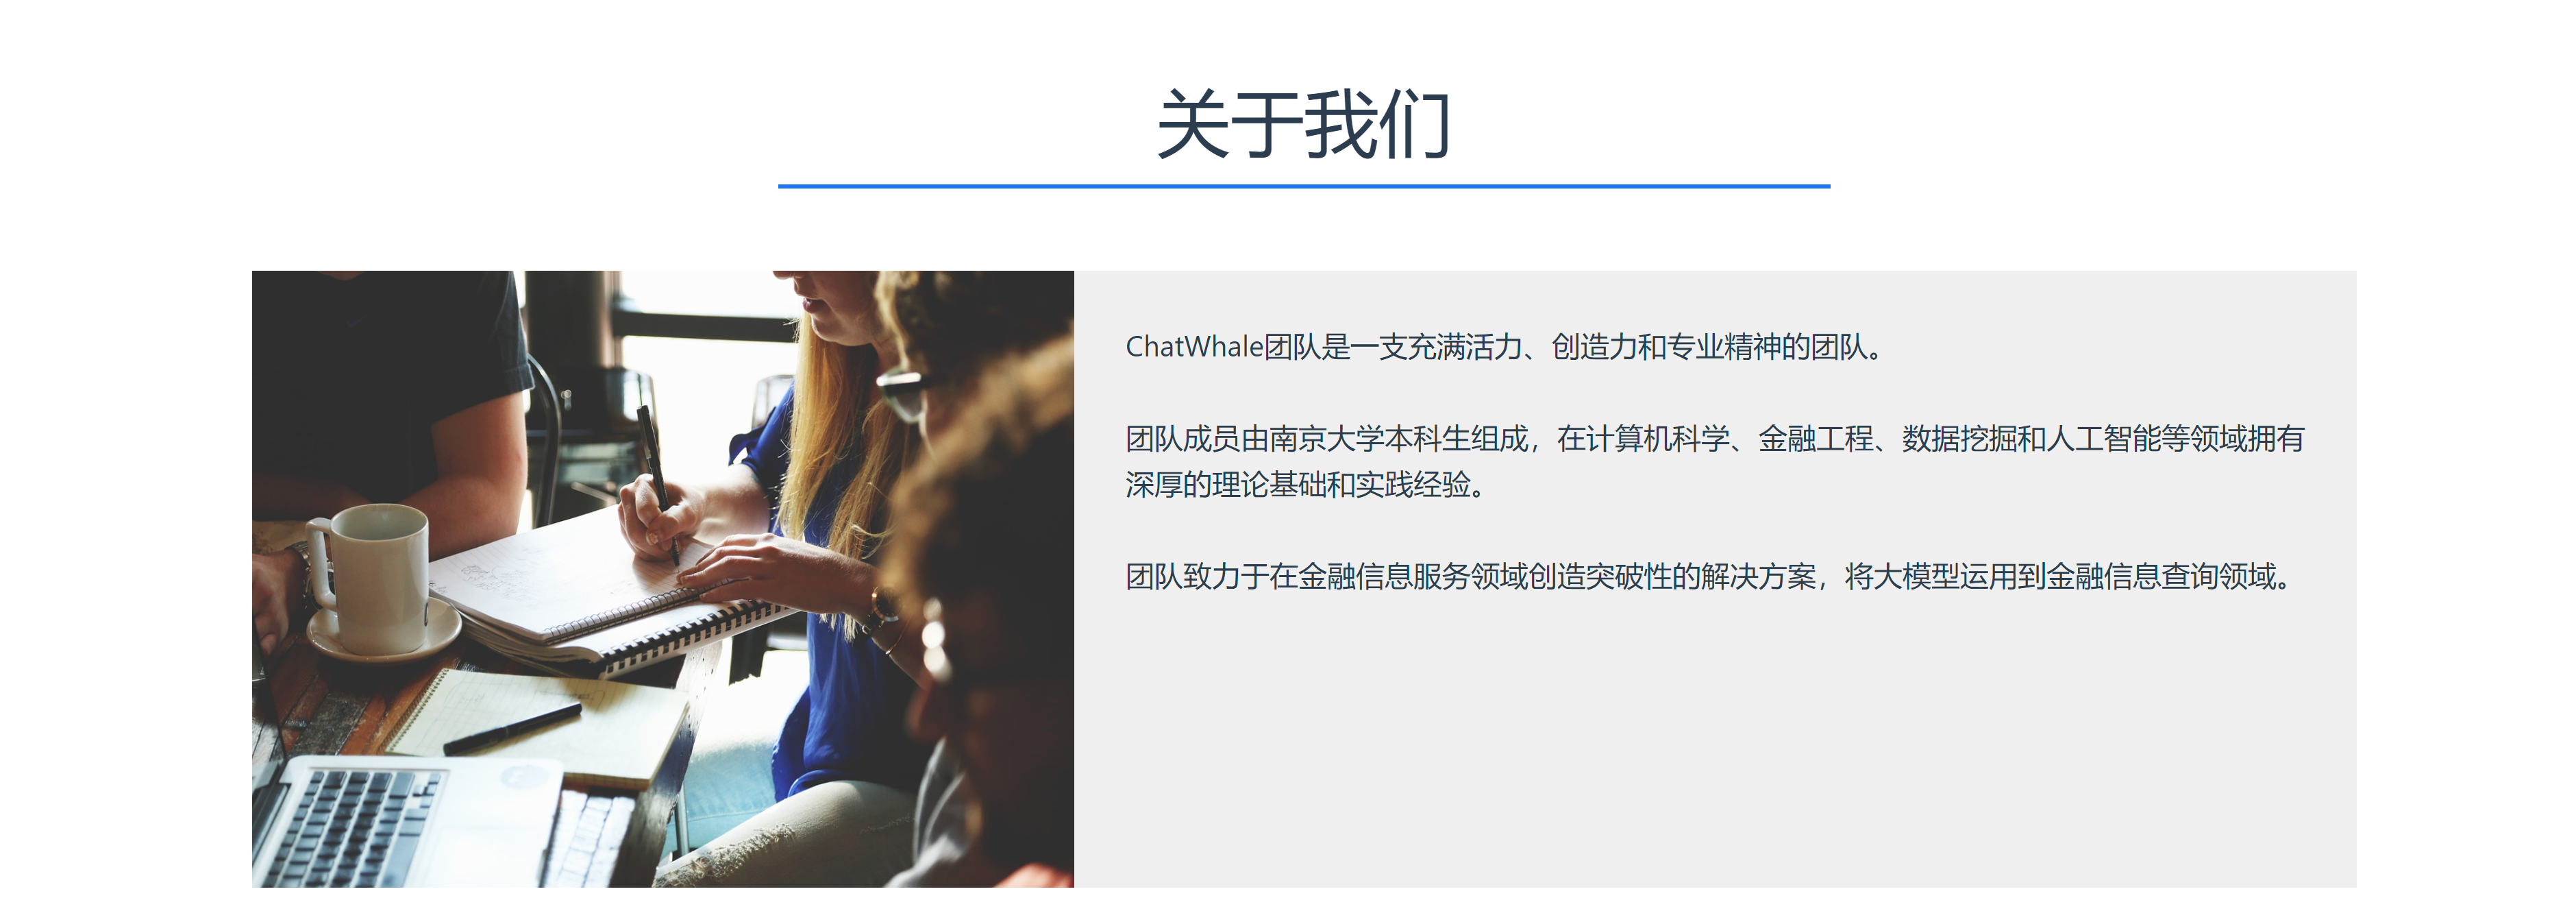 关于我们
ChatWhale团队是一支充满活力、创造力和专业精神的团队。
团队成员由南京大学本科生组成，在计算机科学、金融工程、数据挖掘和人工智能等领域拥有
深厚的理论基础和实践经验。
团队致力于在金融信息服务领域创造突破性的解决方案，将大模型运用到金融信息查询领域。